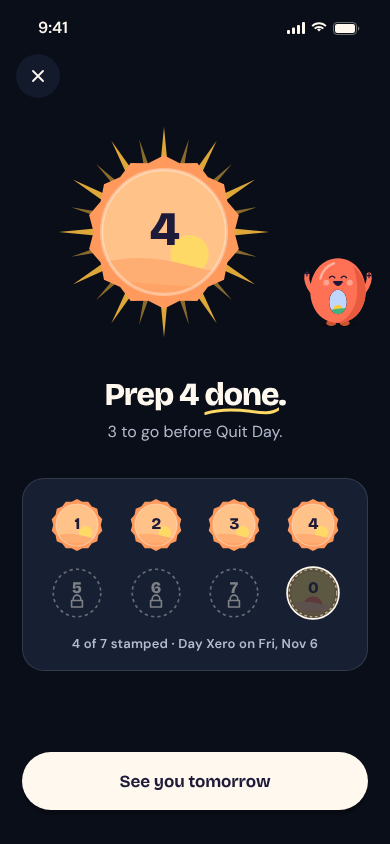 9:41
4
Prep 4 done.
3 to go before Quit Day.
1 2 3 4
5 6 7 0
4 of 7 stamped · Day Xero on Fri, Nov 6
See you tomorrow